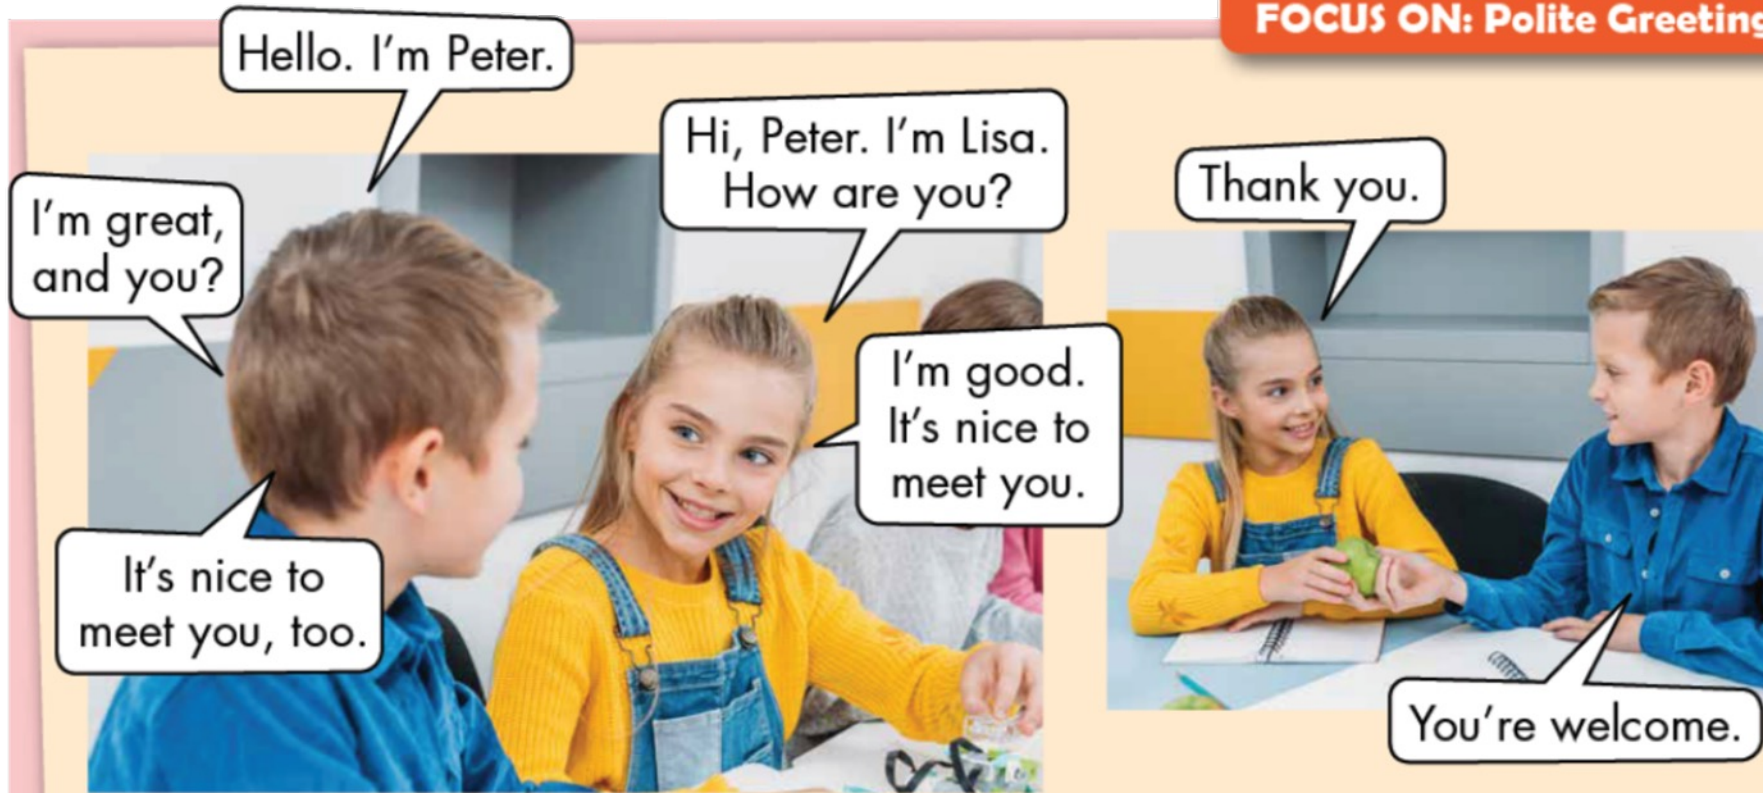 FOCUS ON: Polite Greeting
Hello. I'm Peter.
Hi, Peter. I'm Lisa.
How are you?
I'm great,
and you?
I'm good.
It's nice to
meet you.
It's nice to
meet you, too.
Thank you.
You're welcome.